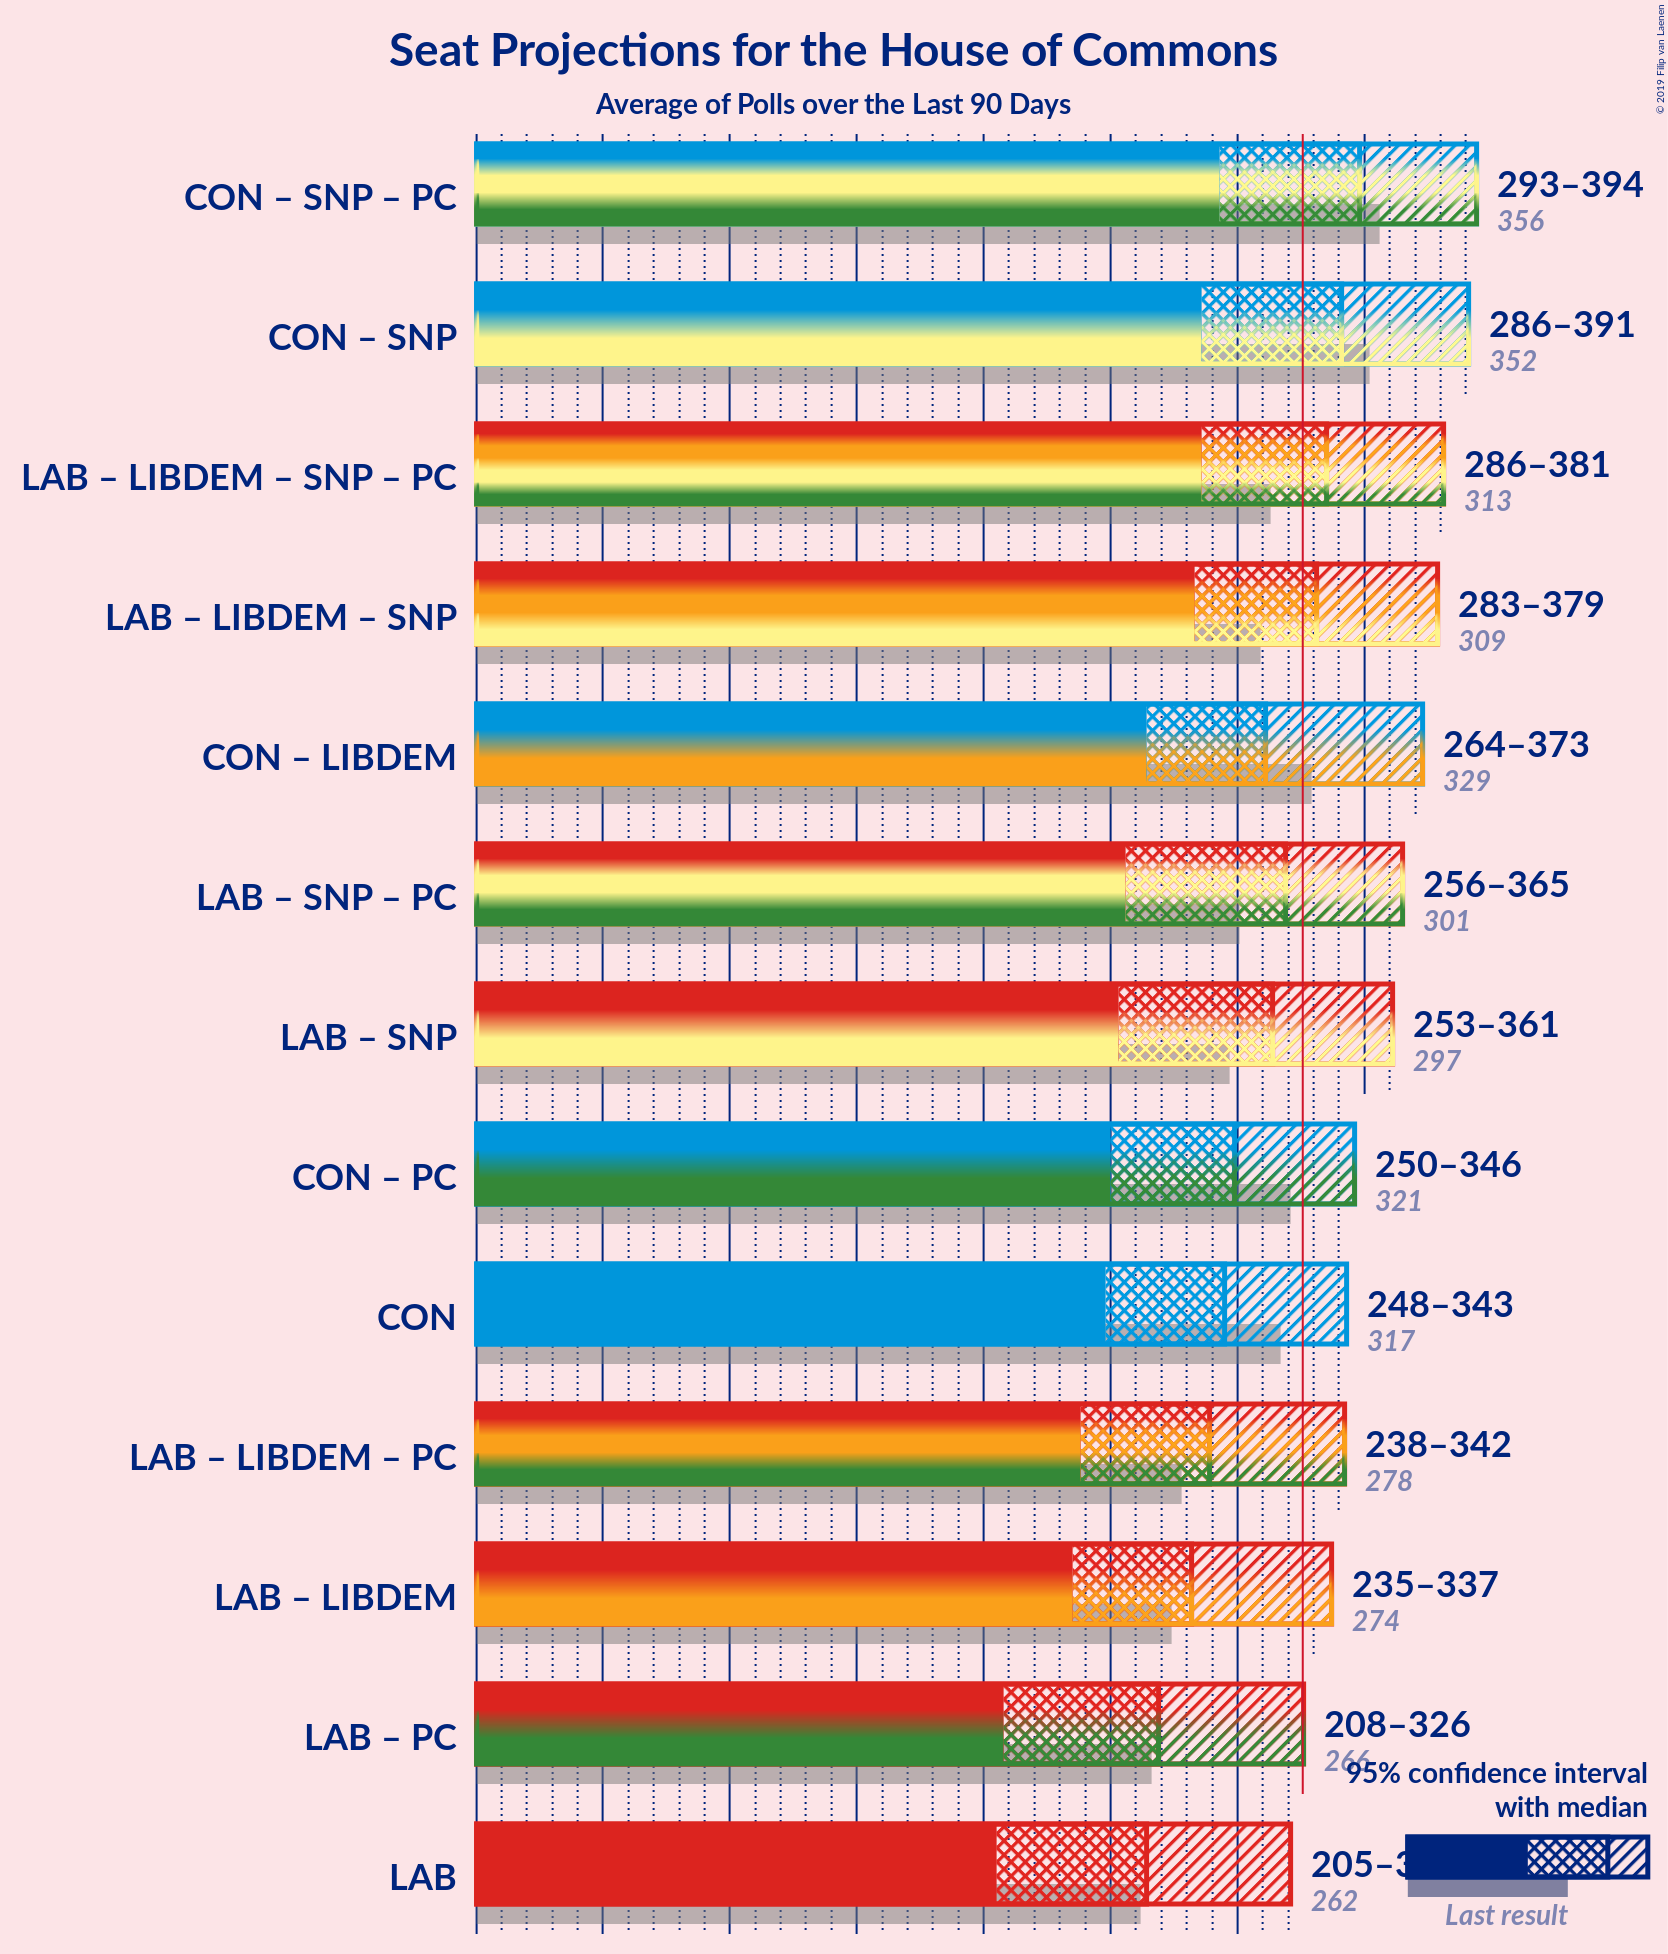 Seat Projections for the House of Commons
Average of Polls over the Last 90 Days
© 2019 Filip van Laenen
CON – SNP – PC
293–394
356
CON – SNP
286–391
352
LAB – LIBDEM – SNP – PC
286–381
313
LAB – LIBDEM – SNP
283–379
309
CON – LIBDEM
264–373
329
LAB – SNP – PC
256–365
301
LAB – SNP
253–361
297
CON – PC
250–346
321
CON
248–343
317
LAB – LIBDEM – PC
238–342
278
LAB – LIBDEM
235–337
274
LAB – PC
208–326
266
95% confidence interval
with median
LAB
205–3
262
Last result